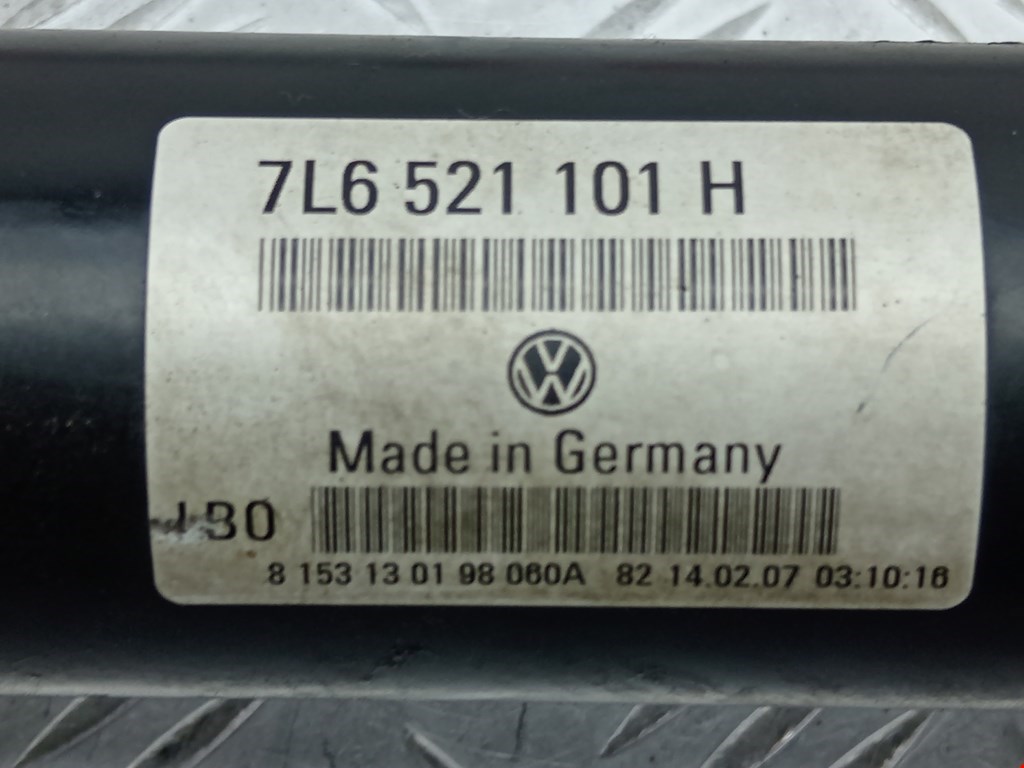 7L6 521 101 H
Made in Germany
8 153 13 01 98 060A 82 14.02.07 03:10:16